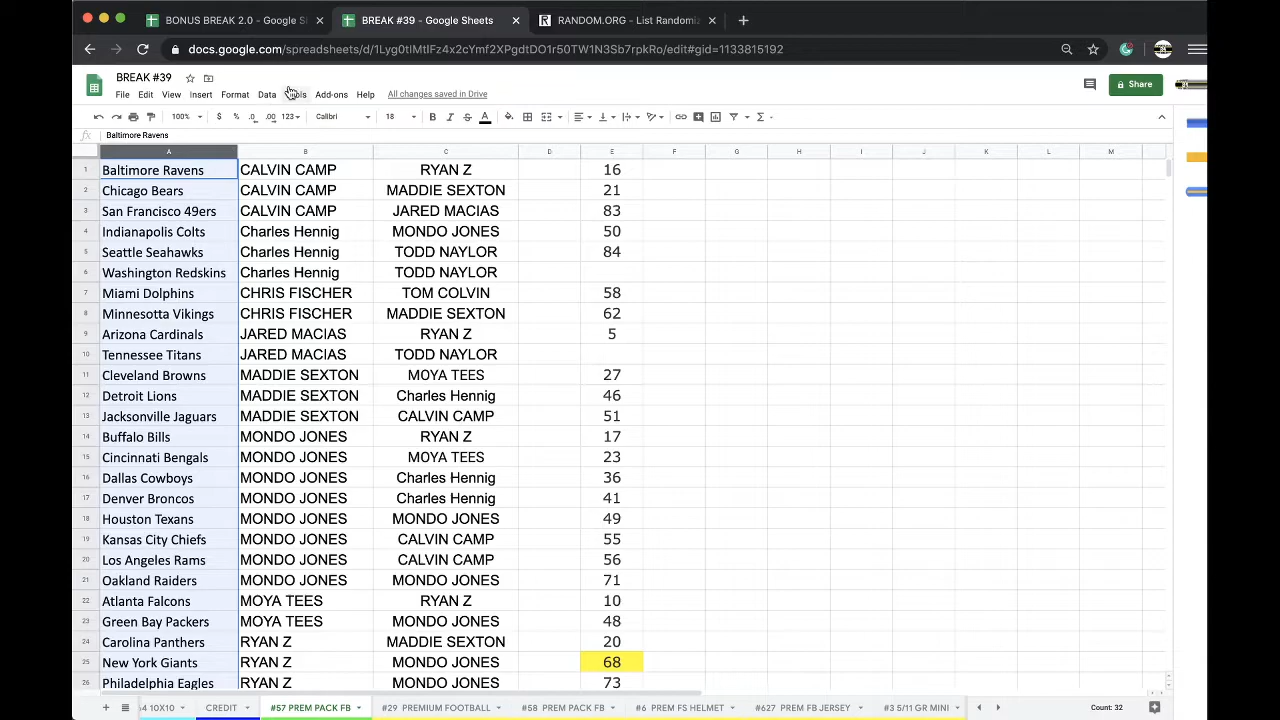 BONUS BREAK 2.0 - Google S
BREAK #39 - Google Sheets
RANDOM.ORG - List Randomiz
docs.google.com/spreadsheets/d/1Lyg0tIMtIFz4x2cYmf2XPgdtDO1r50TW1N3Sb7rpkRo/edit#gid=1133815192
BREAK #39
File Edit View Insert Format Data Tools Add-ons Help All changes saved in Drive
Share
100% $ % .0 .00 123 Calibri 18 B I S A
fx Baltimore Ravens
A B C D E F G H I J K L M
1 Baltimore Ravens CALVIN CAMP RYAN Z 16
2 Chicago Bears CALVIN CAMP MADDIE SEXTON 21
3 San Francisco 49ers CALVIN CAMP JARED MACIAS 83
4 Indianapolis Colts Charles Hennig MONDO JONES 50
5 Seattle Seahawks Charles Hennig TODD NAYLOR 84
6 Washington Redskins Charles Hennig TODD NAYLOR
7 Miami Dolphins CHRIS FISCHER TOM COLVIN 58
8 Minnesotta Vikings CHRIS FISCHER MADDIE SEXTON 62
9 Arizona Cardinals JARED MACIAS RYAN Z 5
10 Tennessee Titans JARED MACIAS TODD NAYLOR
11 Cleveland Browns MADDIE SEXTON MOYA TEES 27
12 Detroit Lions MADDIE SEXTON Charles Hennig 46
13 Jacksonville Jaguars MADDIE SEXTON CALVIN CAMP 51
14 Buffalo Bills MONDO JONES RYAN Z 17
15 Cincinnati Bengals MONDO JONES MOYA TEES 23
16 Dallas Cowboys MONDO JONES Charles Hennig 36
17 Denver Broncos MONDO JONES Charles Hennig 41
18 Houston Texans MONDO JONES MONDO JONES 49
19 Kansas City Chiefs MONDO JONES CALVIN CAMP 55
20 Los Angeles Rams MONDO JONES CALVIN CAMP 56
21 Oakland Raiders MONDO JONES MONDO JONES 71
22 Atlanta Falcons MOYA TEES RYAN Z 10
23 Green Bay Packers MOYA TEES MONDO JONES 48
24 Carolina Panthers RYAN Z MADDIE SEXTON 20
25 New York Giants RYAN Z MONDO JONES 68
26 Philadelphia Eagles RYAN Z MONDO JONES 73
4 10X10 CREDIT #57 PREM PACK FB #29 PREMIUM FOOTBALL #58 PREM PACK FB #6 PREM FS HELMET #627 PREM FB JERSEY #3 5/11 GR MINI Count: 32